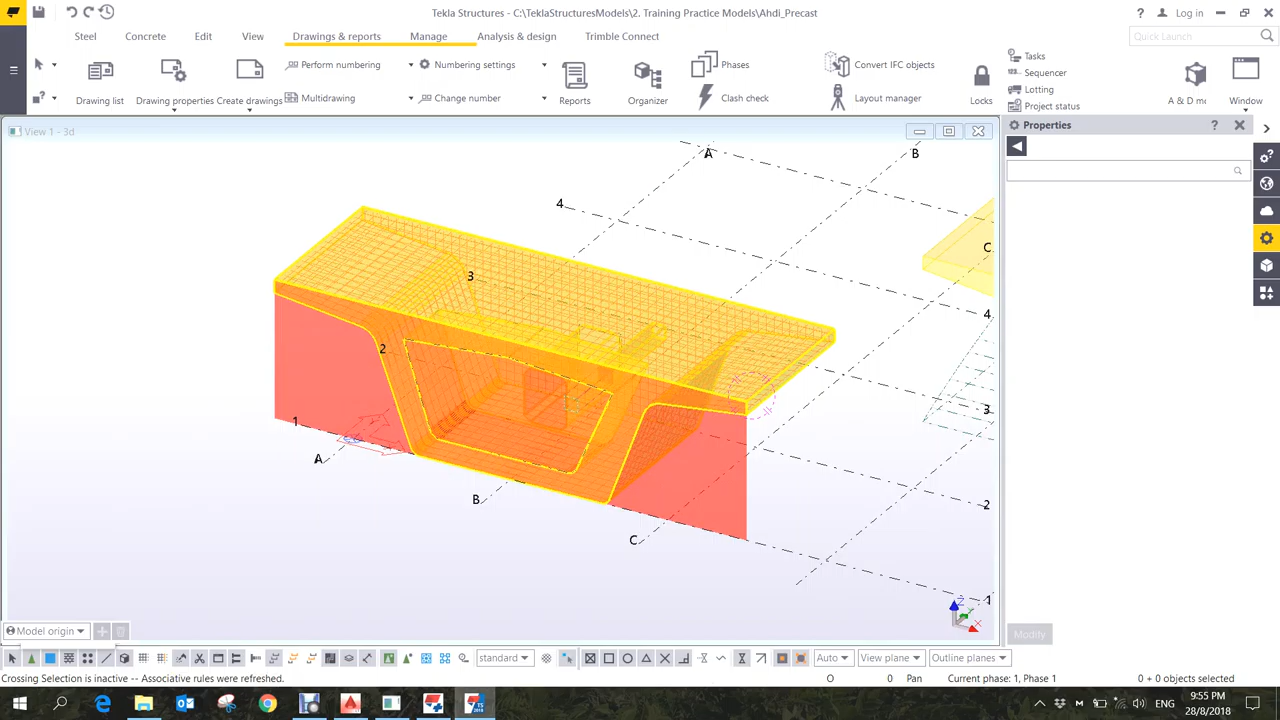 Tekla Structures - C:\TeklaStructuresModels\2. Training Practice Models\Ahdi_Precast
Log in
Steel
Concrete
Edit
View
Drawings & reports
Manage
Analysis & design
Trimble Connect
Quick Launch
Drawing list
Drawing properties
Create drawings
Perform numbering
Multidrawing
Numbering settings
Change number
Reports
Organizer
Phases
Clash check
Convert IFC objects
Layout manager
Tasks
Sequencer
Lotting
Project status
Locks
A & D mo
Window
View 1 - 3d
Properties
A
B
4
C
3
4
2
3
1
A
B
2
C
1
Z
X
Model origin
Modify
standard
Auto
View plane
Outline planes
Crossing Selection is inactive -- Associative rules were refreshed.
O
0
Pan
Current phase: 1, Phase 1
0 + 0 objects selected
TS
2018
ENG
9:55 PM
28/8/2018